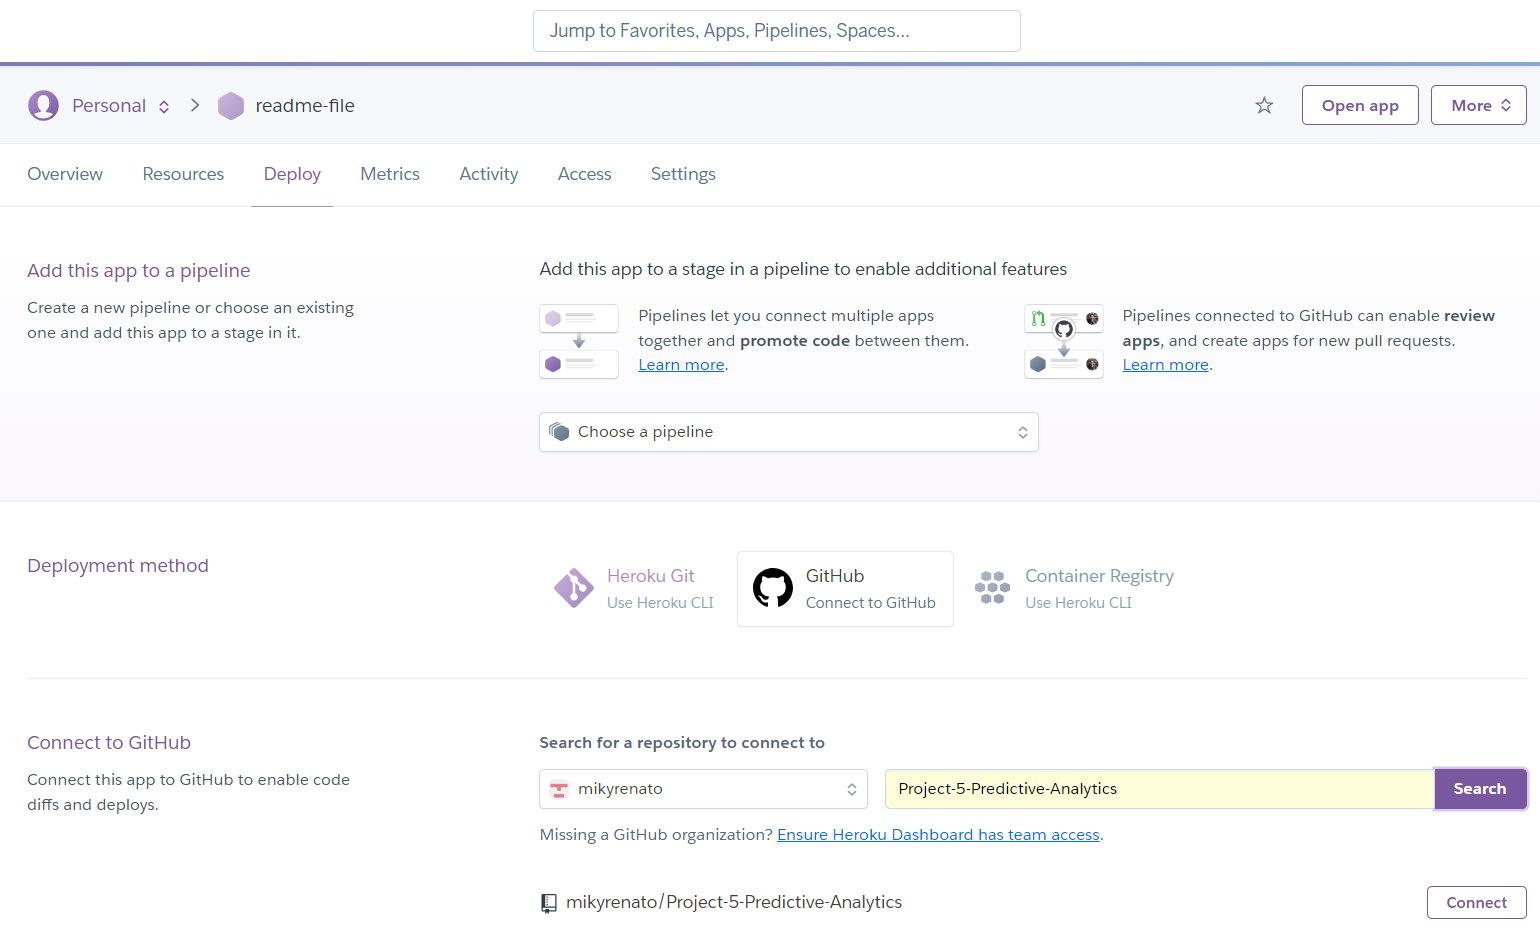 Jump to Favorites, Apps, Pipelines, Spaces...
Personal
readme-file
Open app
More
Overview
Resources
Deploy
Metrics
Activity
Access
Settings
Add this app to a pipeline
Create a new pipeline or choose an existing
one and add this app to a stage in it.
Add this app to a stage in a pipeline to enable additional features
Pipelines let you connect multiple apps
together and promote code between them.
Learn more.
Pipelines connected to GitHub can enable review
apps, and create apps for new pull requests.
Learn more.
Choose a pipeline
Deployment method
Heroku Git
Use Heroku CLI
GitHub
Connect to GitHub
Container Registry
Use Heroku CLI
Connect to GitHub
Connect this app to GitHub to enable code
diffs and deploys.
Search for a repository to connect to
mikyrenato
Project-5-Predictive-Analytics
Search
Missing a GitHub organization? Ensure Heroku Dashboard has team access.
mikyrenato/Project-5-Predictive-Analytics
Connect